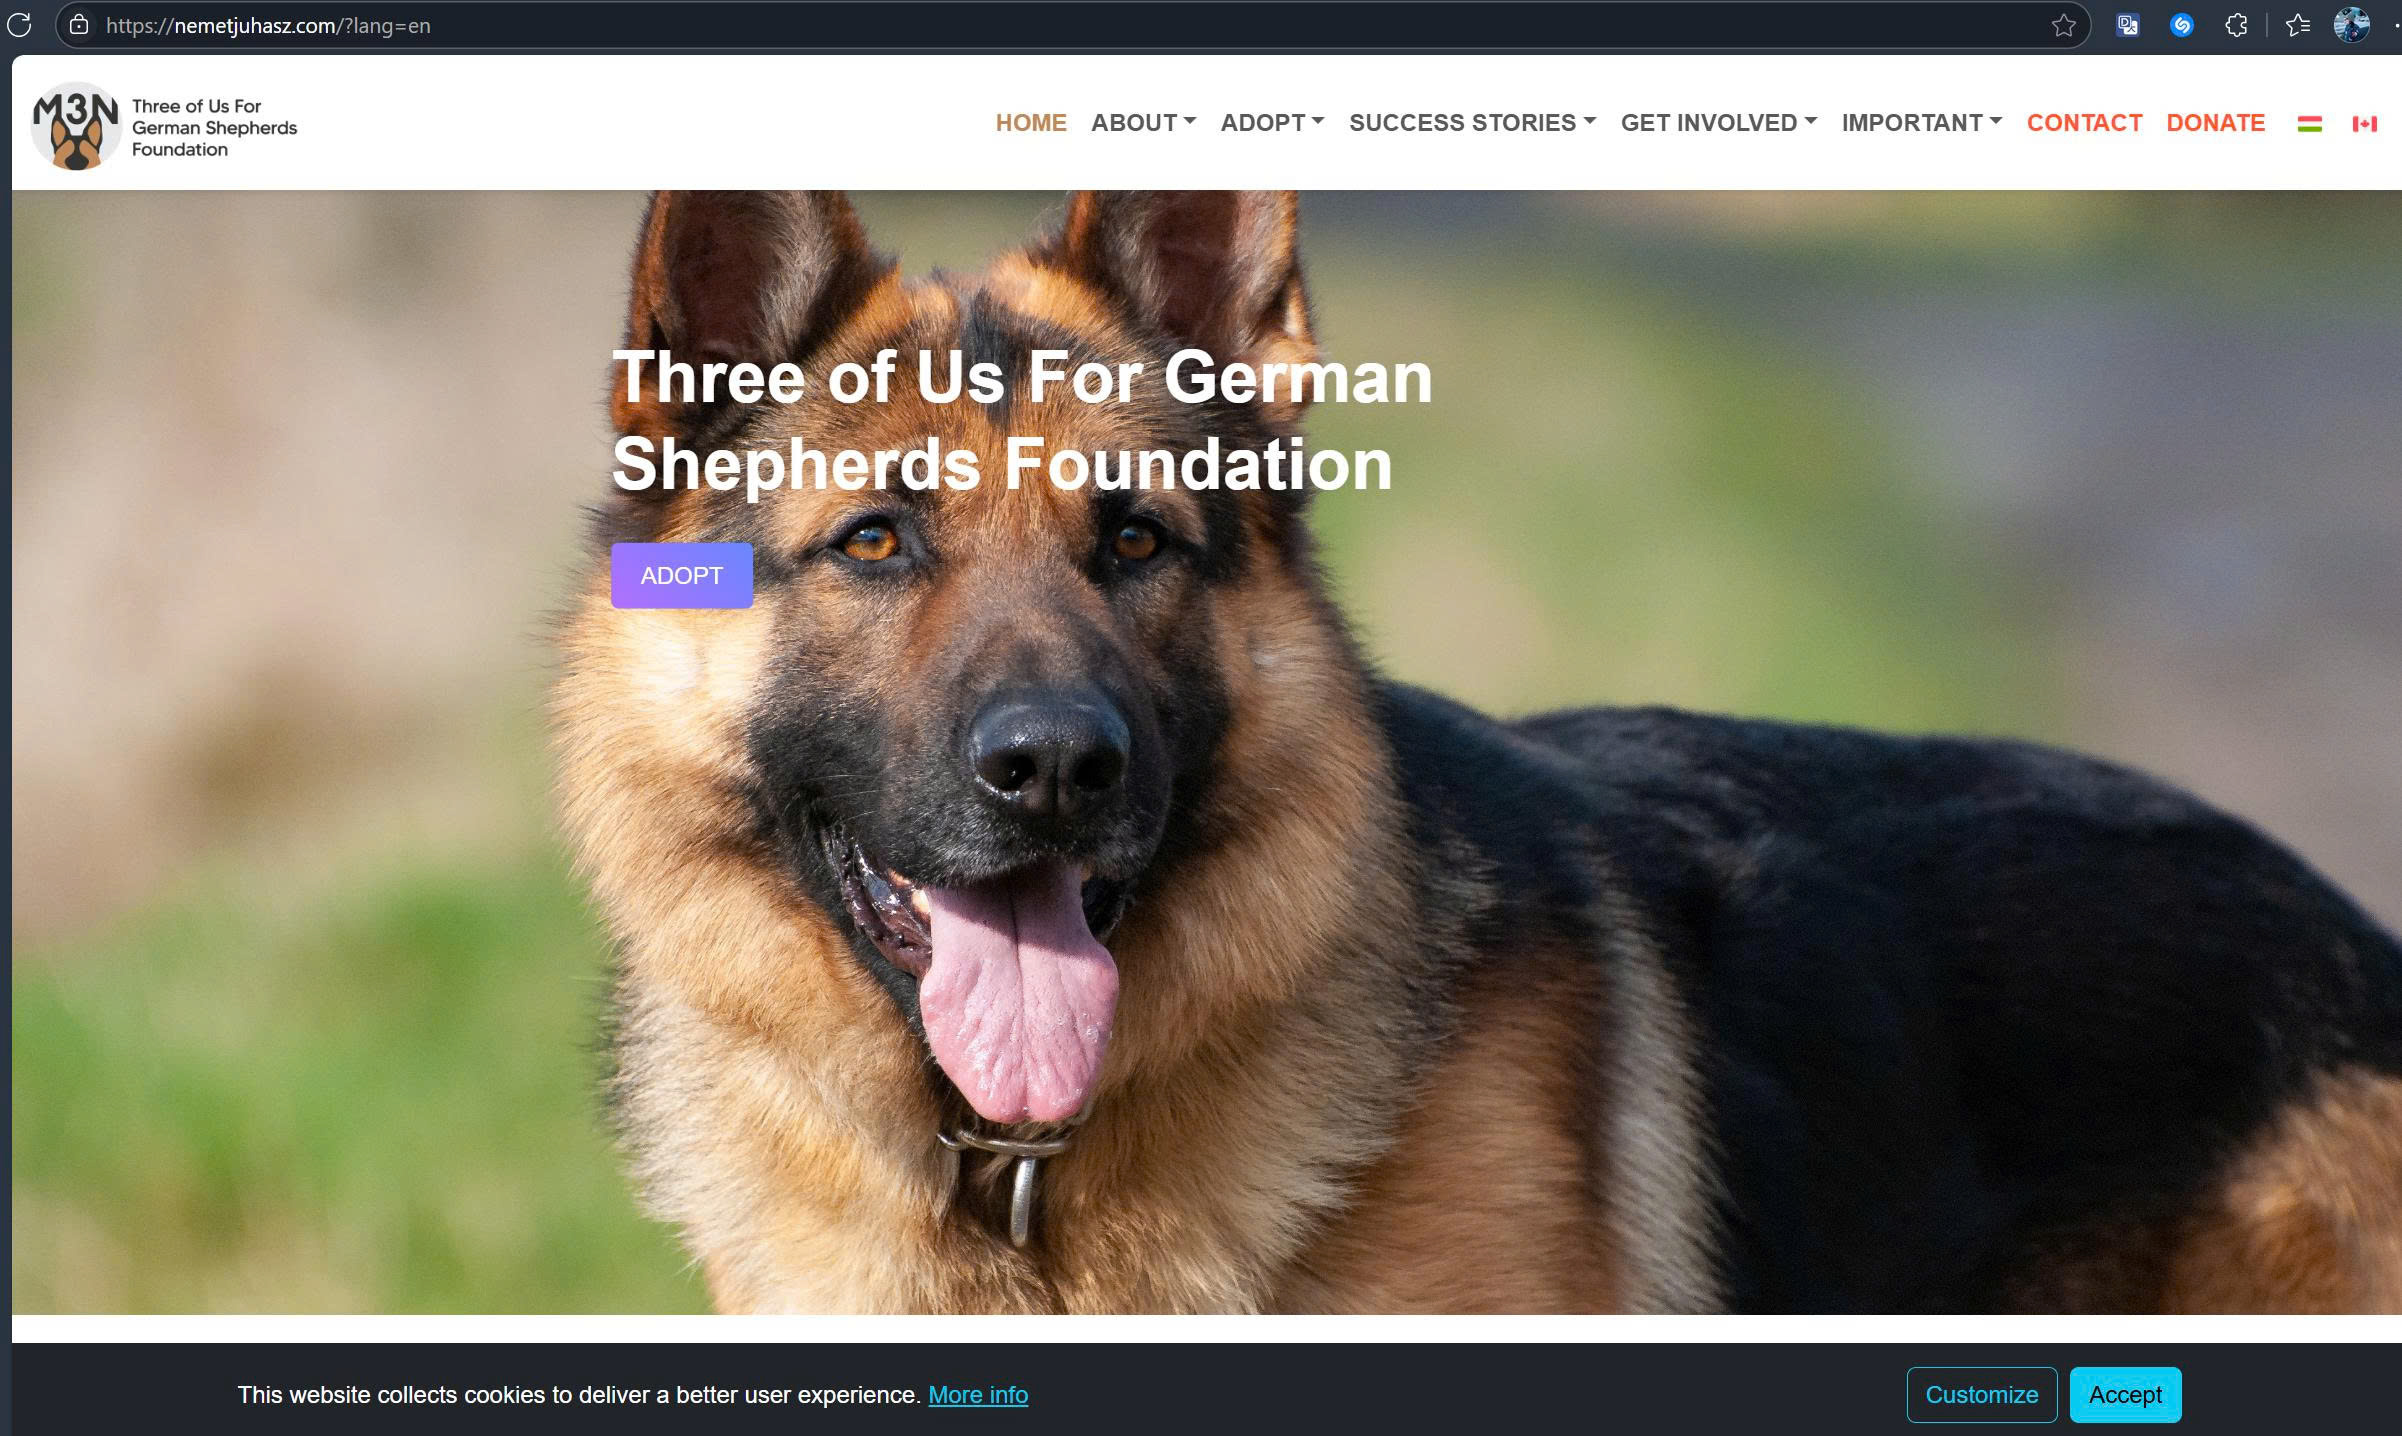 https://nemetjuhasz.com/?lang=en
M3N
Three of Us For
German Shepherds
Foundation
HOME ABOUT ADOPT SUCCESS STORIES GET INVOLVED IMPORTANT CONTACT DONATE
Three of Us For German
Shepherds Foundation
ADOPT
This website collects cookies to deliver a better user experience. More info
Customize Accept